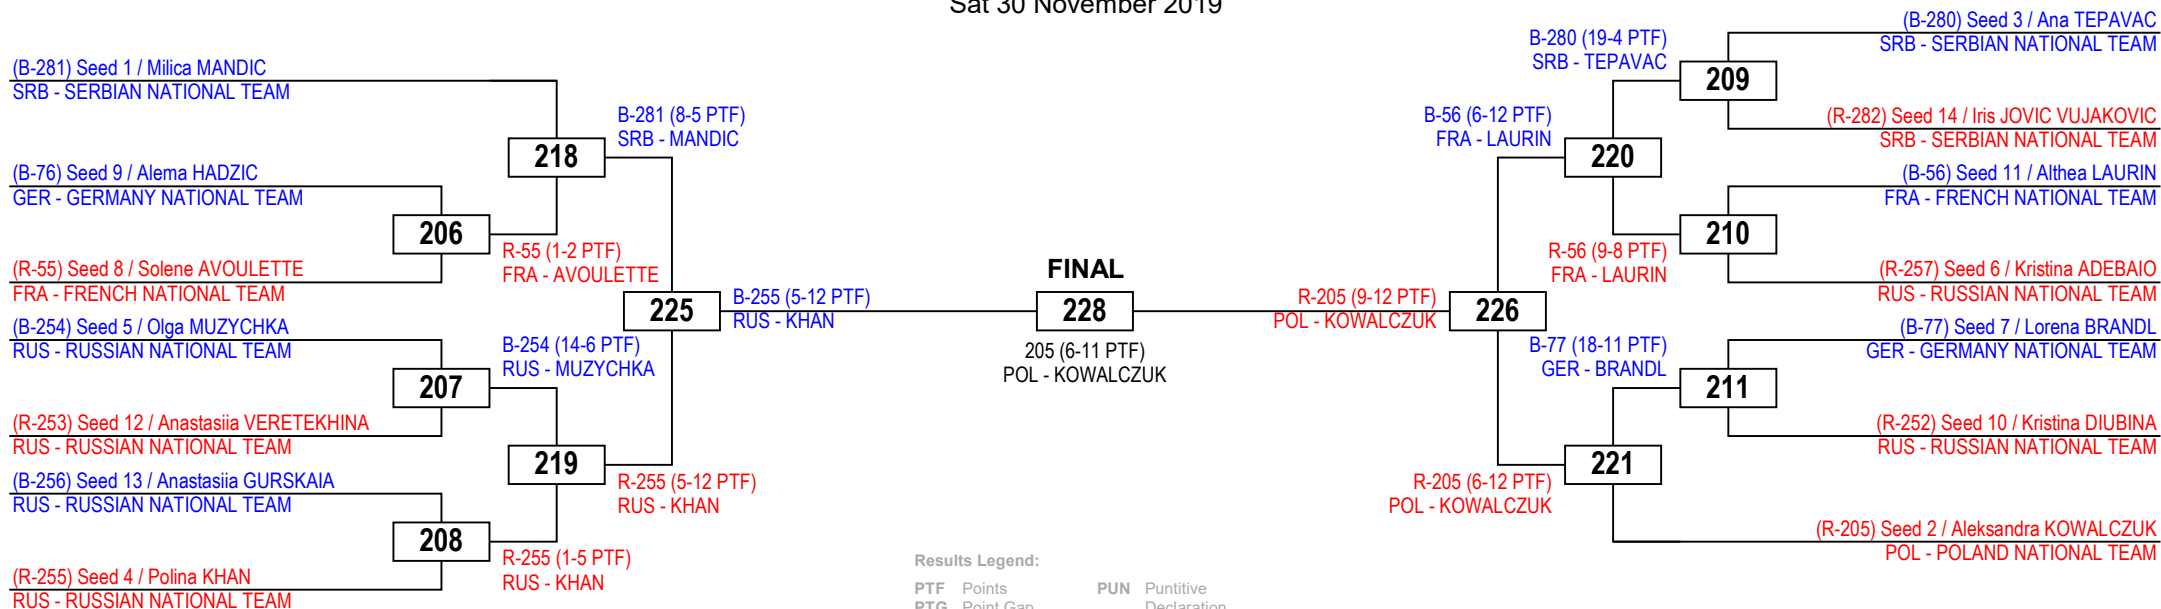 Sat 30 November 2019
(B-281) Seed 1 / Milica MANDIC
SRB - SERBIAN NATIONAL TEAM
218
B-281 (8-5 PTF)
SRB - MANDIC
(B-76) Seed 9 / Alema HADZIC
GER - GERMANY NATIONAL TEAM
206
R-55 (1-2 PTF)
FRA - AVOULETTE
(R-55) Seed 8 / Solene AVOULETTE
FRA - FRENCH NATIONAL TEAM
225
B-255 (5-12 PTF)
RUS - KHAN
(B-254) Seed 5 / Olga MUZYCHKA
RUS - RUSSIAN NATIONAL TEAM
207
B-254 (14-6 PTF)
RUS - MUZYCHKA
(R-253) Seed 12 / Anastasiia VERETEKHINA
RUS - RUSSIAN NATIONAL TEAM
219
R-255 (5-12 PTF)
RUS - KHAN
(B-256) Seed 13 / Anastasiia GURSKAIA
RUS - RUSSIAN NATIONAL TEAM
208
R-255 (1-5 PTF)
RUS - KHAN
(R-255) Seed 4 / Polina KHAN
RUS - RUSSIAN NATIONAL TEAM
FINAL
228
205 (6-11 PTF)
POL - KOWALCZUK
(B-280) Seed 3 / Ana TEPAVAC
SRB - SERBIAN NATIONAL TEAM
B-280 (19-4 PTF)
SRB - TEPAVAC
209
(R-282) Seed 14 / Iris JOVIC VUJAKOVIC
SRB - SERBIAN NATIONAL TEAM
B-56 (6-12 PTF)
FRA - LAURIN
220
(B-56) Seed 11 / Althea LAURIN
FRA - FRENCH NATIONAL TEAM
210
R-56 (9-8 PTF)
FRA - LAURIN
(R-257) Seed 6 / Kristina ADEBAIO
RUS - RUSSIAN NATIONAL TEAM
R-205 (9-12 PTF)
POL - KOWALCZUK
226
(B-77) Seed 7 / Lorena BRANDL
GER - GERMANY NATIONAL TEAM
B-77 (18-11 PTF)
GER - BRANDL
211
(R-252) Seed 10 / Kristina DIUBINA
RUS - RUSSIAN NATIONAL TEAM
221
R-205 (6-12 PTF)
POL - KOWALCZUK
(R-205) Seed 2 / Aleksandra KOWALCZUK
POL - POLAND NATIONAL TEAM
Results Legend:
PTF Points PUN Puntitive
PTG Point Gap Declaration